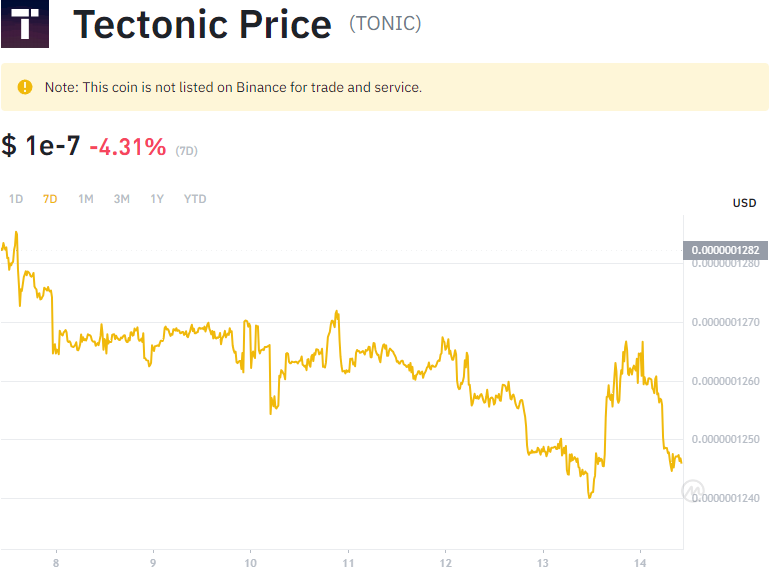 Tectonic Price (TONIC)
Note: This coin is not listed on Binance for trade and service.
$ 1e-7 -4.31% (7D)
1D 7D 1M 3M 1Y YTD
USD
0.0000001282
0.0000001280
0.0000001270
0.0000001260
0.0000001250
0.0000001240
8 9 10 11 12 13 14